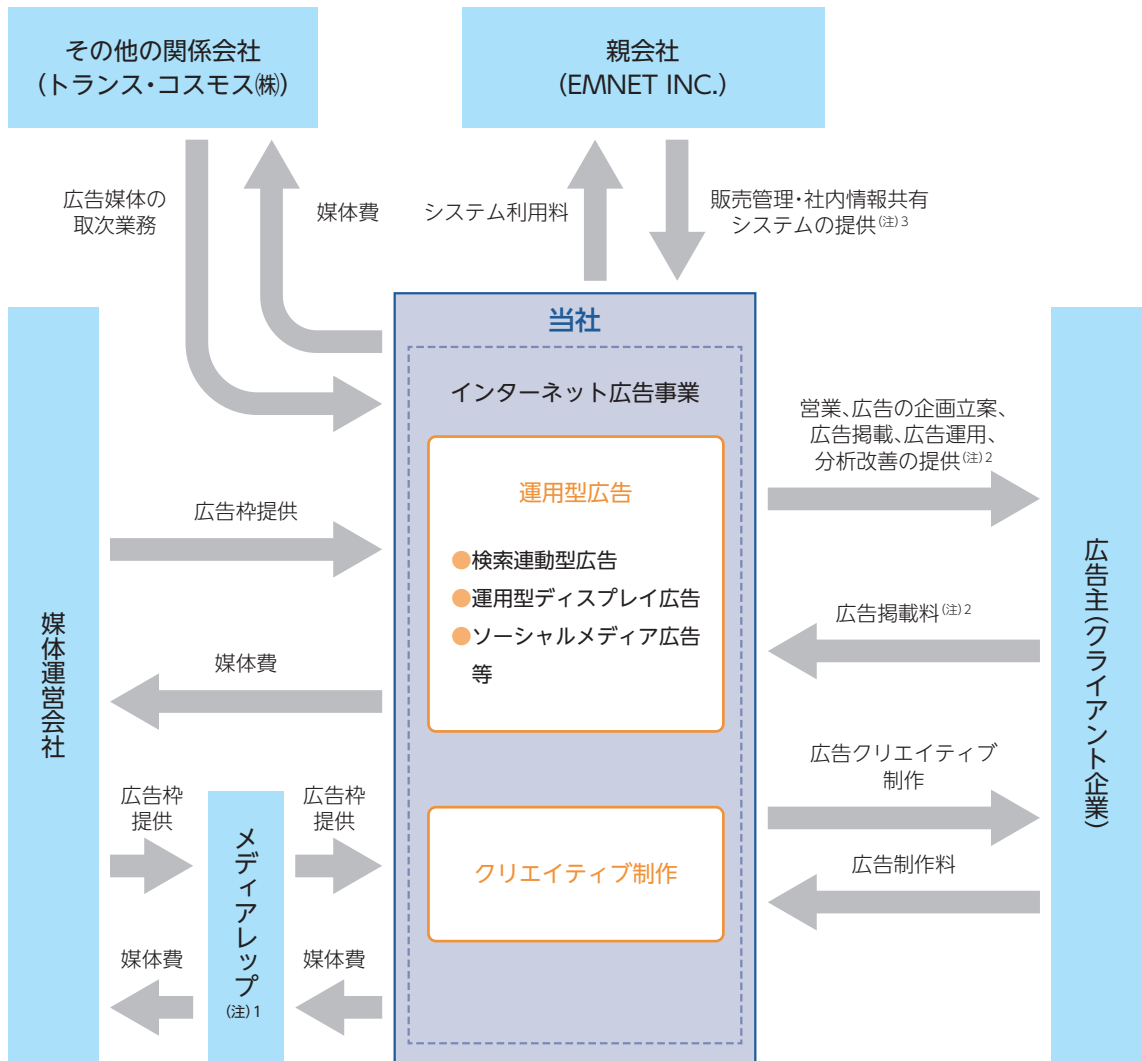 その他の関係会社
(トランス・コスモス㈱)
親会社
(EMNET INC.)
広告媒体の
取次業務
媒体費
システム利用料
販売管理・社内情報共有
システムの提供(注)3
当社
インターネット広告事業
運用型広告
●検索連動型広告
●運用型ディスプレイ広告
●ソーシャルメディア広告
等
クリエイティブ制作
媒体運営会社
広告枠提供
媒体費
広告枠
提供
メディアレップ
(注)1
広告枠
提供
媒体費
媒体費
営業、広告の企画立案、
広告掲載、広告運用、
分析改善の提供(注)2
広告掲載料(注)2
広告クリエイティブ
制作
広告制作料
広告主(クライアント企業)